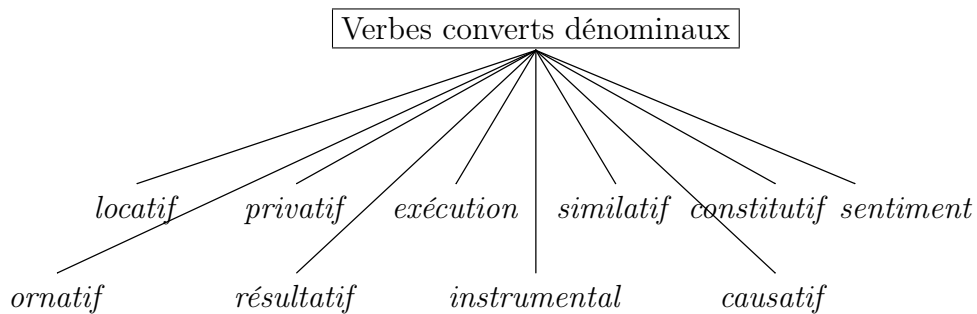 Verbes converts dénominaux
locatif privatif exécution similatif constitutif sentiment
ornatif résultatif instrumental causatif